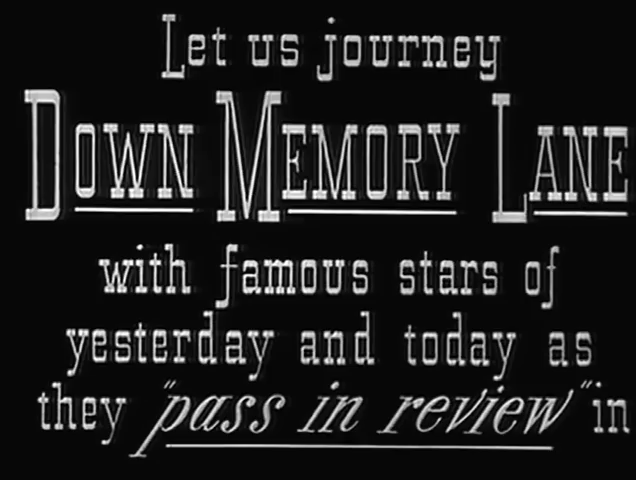 Let us journey
DOWN MEMORY LANE
with famous stars of
yesterday and today as
they "pass in review" in